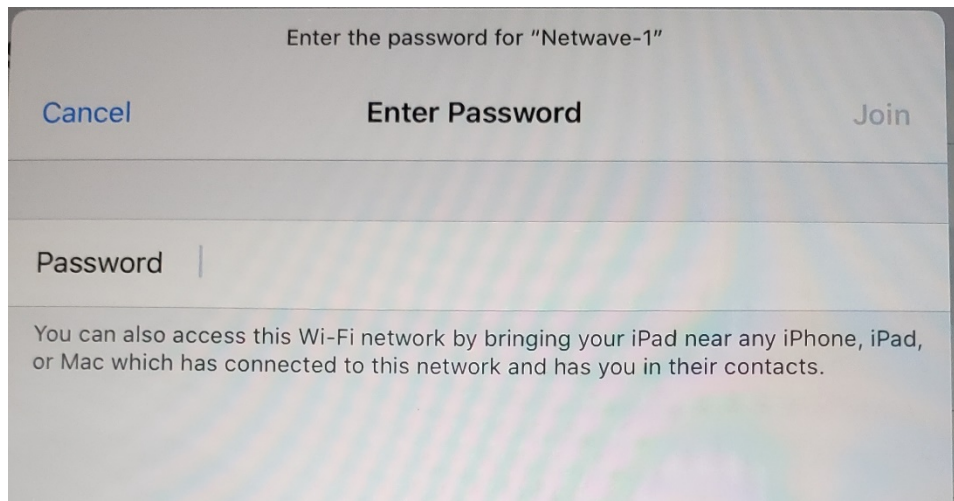 Enter the password for “Netwave-1”
Cancel Enter Password Join
Password
You can also access this Wi-Fi network by bringing your iPad near any iPhone, iPad,
or Mac which has connected to this network and has you in their contacts.